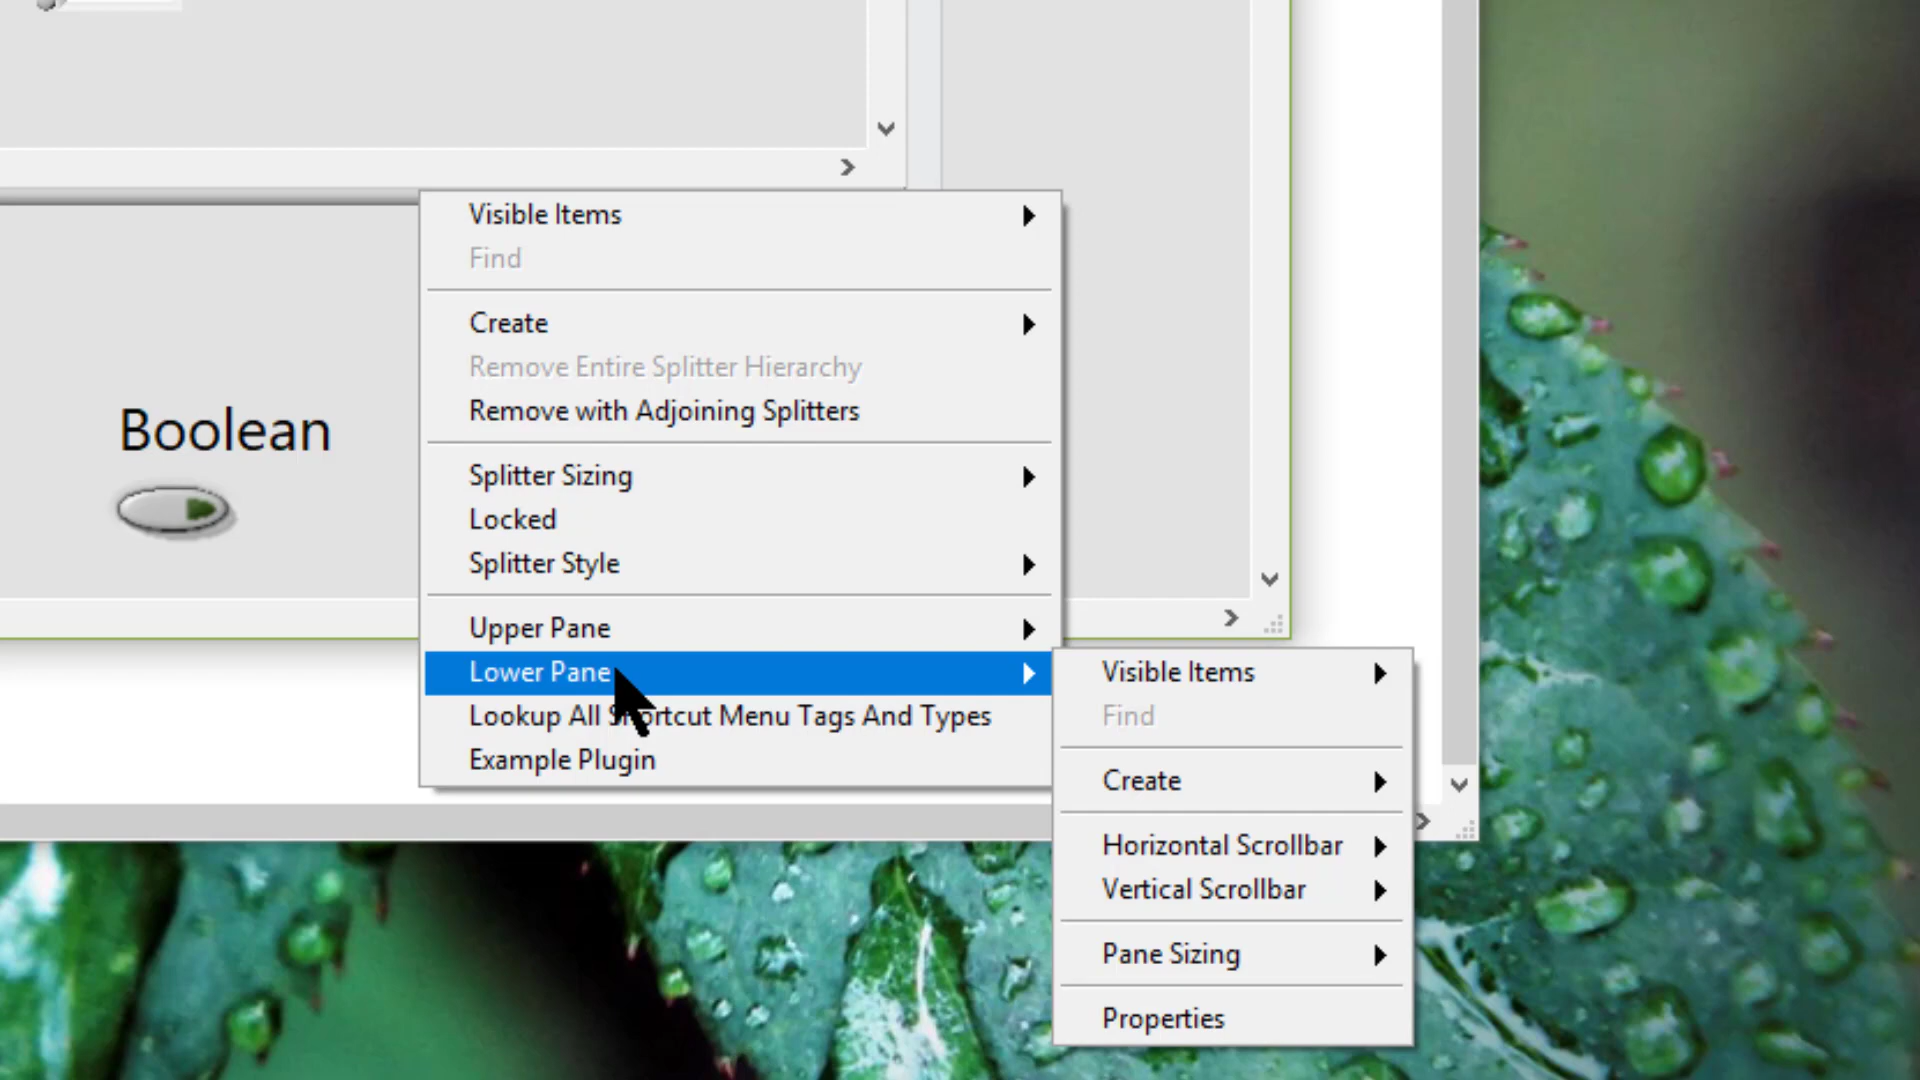 Visible Items
Find
Create
Remove Entire Splitter Hierarchy
Remove with Adjoining Splitters
Boolean
Splitter Sizing
Locked
Splitter Style
Upper Pane
Lower Pane
Lookup All Shortcut Menu Tags And Types
Example Plugin
Visible Items
Find
Create
Horizontal Scrollbar
Vertical Scrollbar
Pane Sizing
Properties